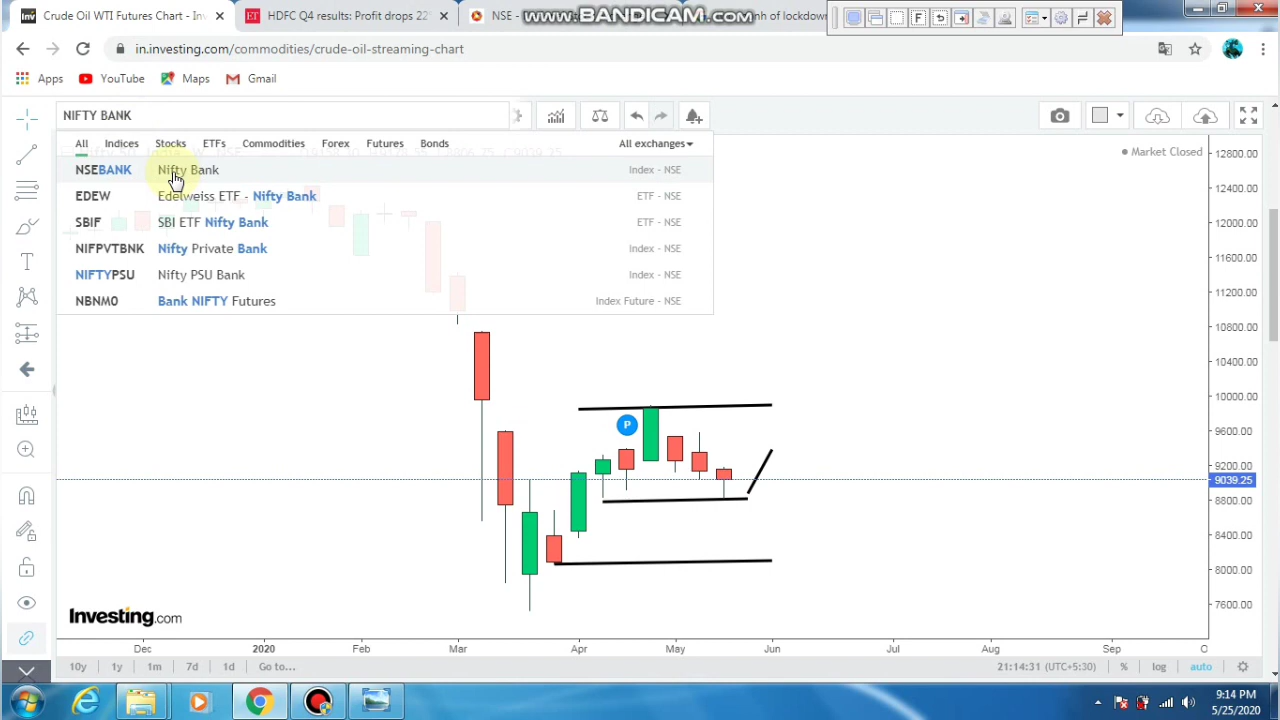 Crude Oil WTI Futures Chart - In
HDFC Q4 results: Profit drops 22%
NSE -
www.BANDICAM.com
h of lockdown
in.investing.com/commodities/crude-oil-streaming-chart
Apps
YouTube
Maps
Gmail
NIFTY BANK
All
Indices
Stocks
ETFs
Commodities
Forex
Futures
Bonds
All exchanges
NSEBANK Nifty Bank Index - NSE
EDEW Edelweiss ETF - Nifty Bank ETF - NSE
SBIF SBI ETF Nifty Bank ETF - NSE
NIFPVTBNK Nifty Private Bank Index - NSE
NIFTYPSU Nifty PSU Bank Index - NSE
NBNM0 Bank NIFTY Futures Index Future - NSE
Market Closed
12800.00
12400.00
12000.00
11600.00
11200.00
10800.00
10400.00
10000.00
9600.00
9200.00
9039.25
8800.00
8400.00
8000.00
7600.00
P
Investing.com
Dec 2020 Feb Mar Apr May Jun Jul Aug Sep O
10y 1y 1m 7d 1d Go to... 21:14:31 (UTC+5:30) % log auto
9:14 PM
5/25/2020